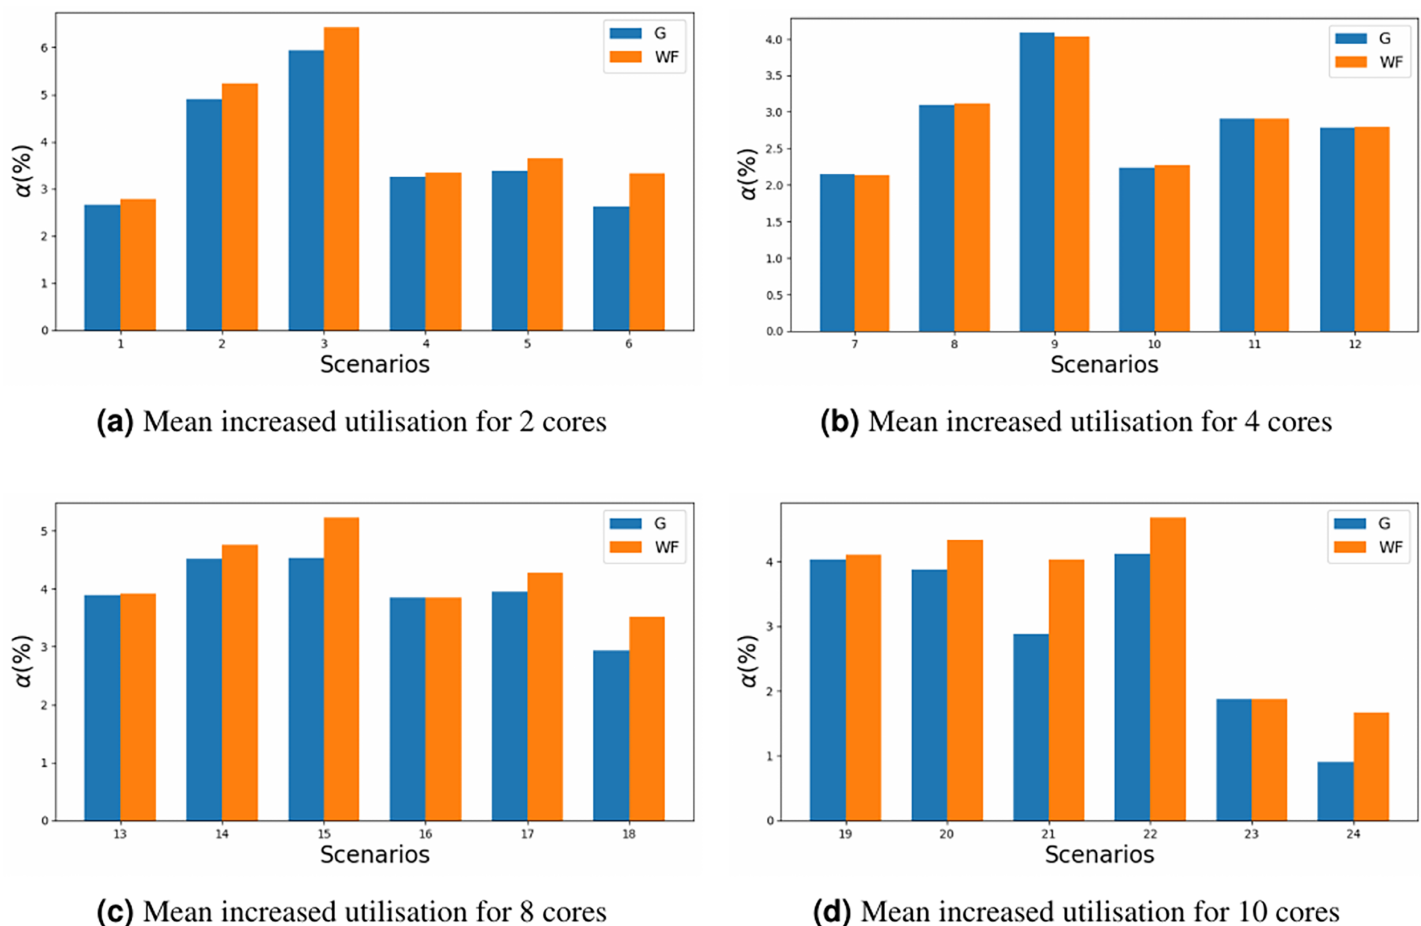 6
5
4
3
2
1
0
α(%)
G
WF
1 2 3 4 5 6
Scenarios
(a) Mean increased utilisation for 2 cores
4.0
3.5
3.0
2.5
2.0
1.5
1.0
0.5
0.0
α(%)
G
WF
7 8 9 10 11 12
Scenarios
(b) Mean increased utilisation for 4 cores
5
4
3
2
1
0
α(%)
G
WF
13 14 15 16 17 18
Scenarios
(c) Mean increased utilisation for 8 cores
4
3
2
1
0
α(%)
G
WF
19 20 21 22 23 24
Scenarios
(d) Mean increased utilisation for 10 cores